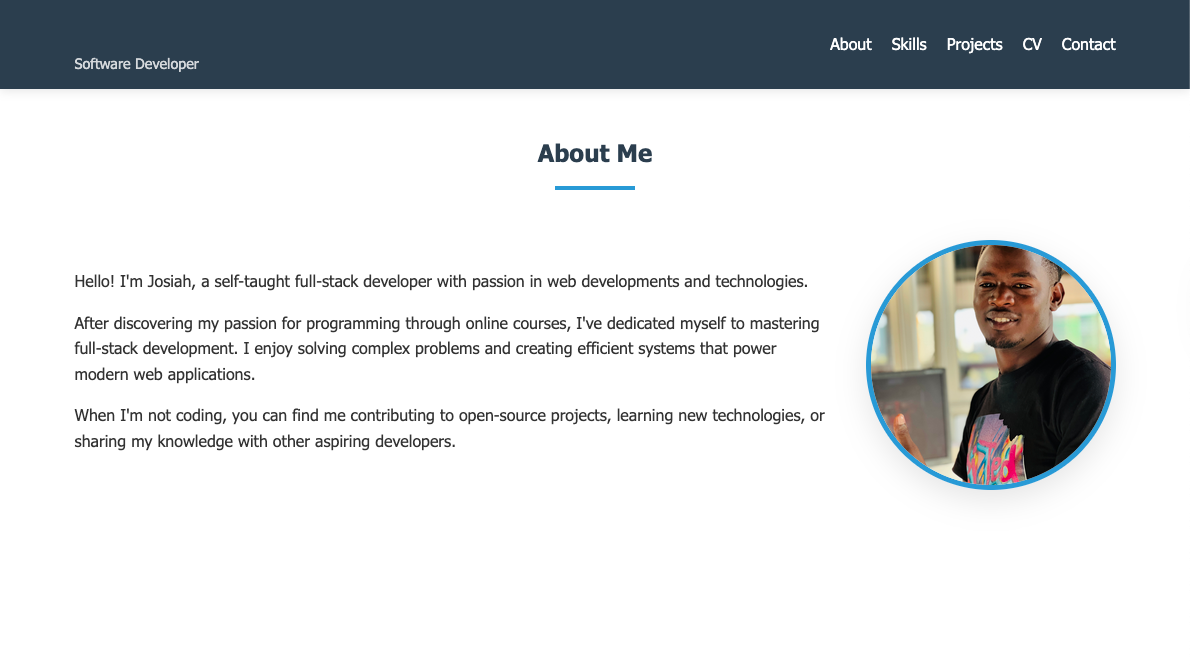 About Skills Projects CV Contact
Software Developer
About Me
Hello! I'm Josiah, a self-taught full-stack developer with passion in web developments and technologies.
After discovering my passion for programming through online courses, I've dedicated myself to mastering
full-stack development. I enjoy solving complex problems and creating efficient systems that power
modern web applications.
When I'm not coding, you can find me contributing to open-source projects, learning new technologies, or
sharing my knowledge with other aspiring developers.